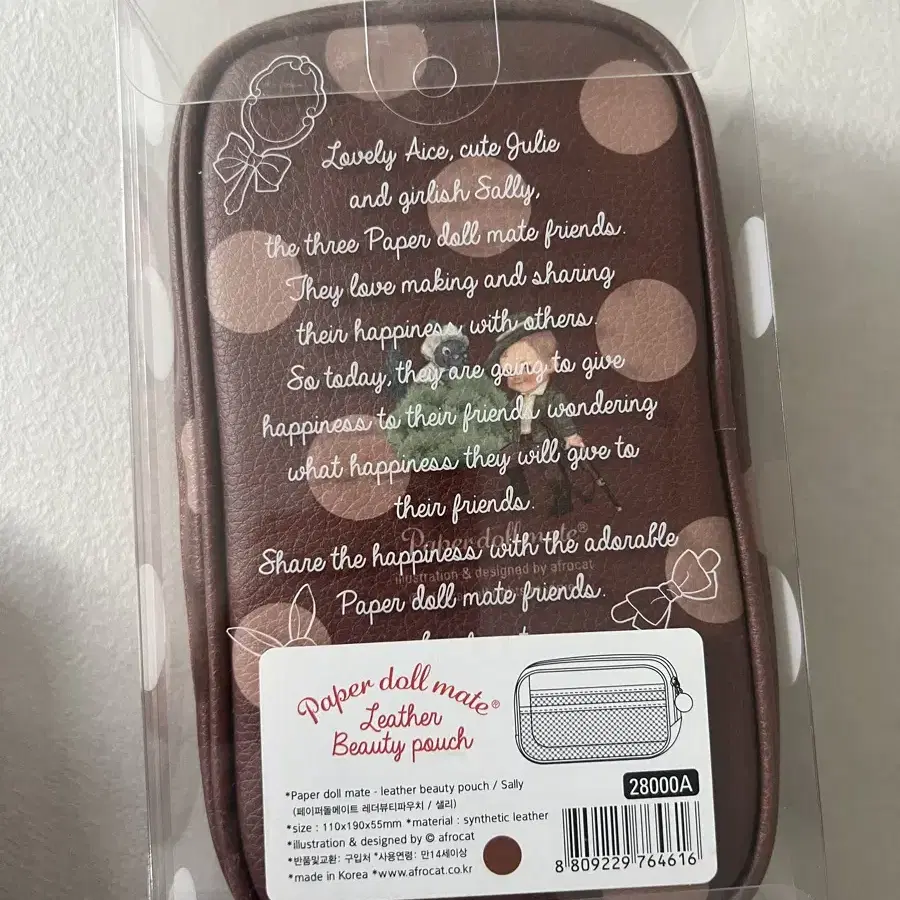 Lovely Aice, cute Julie
and girlish Sally,
the three Paper doll mate friends.
They love making and sharing
their happiness with others.
So today, they are going to give
happiness to their friends wondering
what happiness they will give to
their friends.
Share the happiness with the adorable
Paper doll mate friends.
Paper doll mate®
illustration & designed by afrocat
Paper doll mate®
Leather
Beauty pouch
28000A
*Paper doll mate - leather beauty pouch / Sally
(페이퍼돌메이트 레더뷰티파우치 / 샐리)
*size : 110x190x55mm *material : synthetic leather
*illustration & designed by © afrocat
*반품및교환: 구입처 *사용연령: 만14세이상
*made in Korea *www.afrocat.co.kr
8 809229 764616